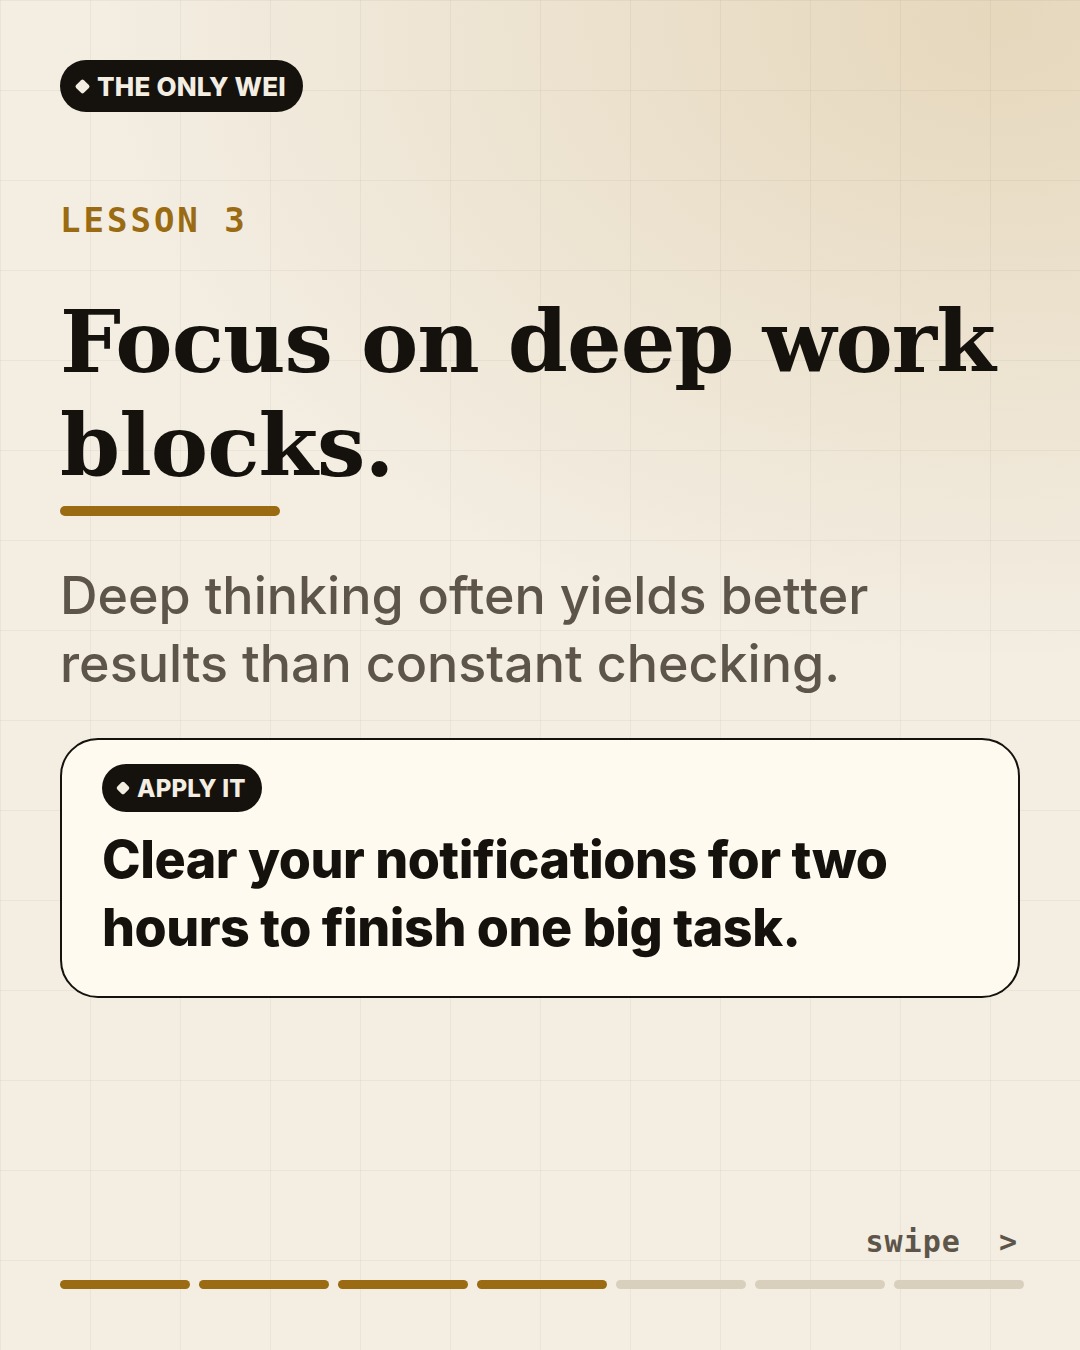 THE ONLY WEI
LESSON 3
Focus on deep work
blocks.
Deep thinking often yields better
results than constant checking.
APPLY IT
Clear your notifications for two
hours to finish one big task.
swipe >